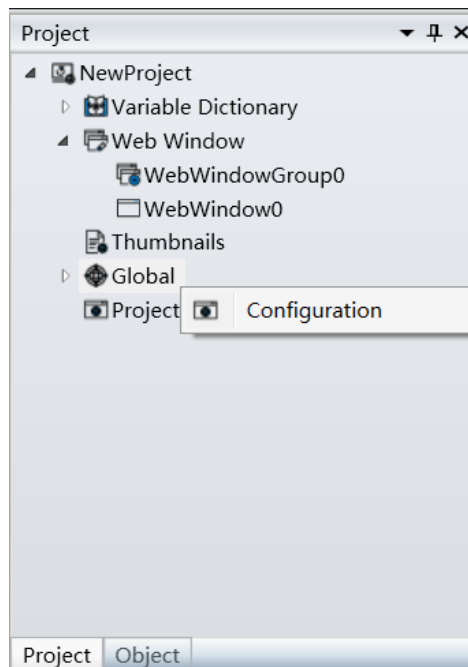 Project
NewProject
Variable Dictionary
Web Window
WebWindowGroup0
WebWindow0
Thumbnails
Global
Project
Configuration
Project Object